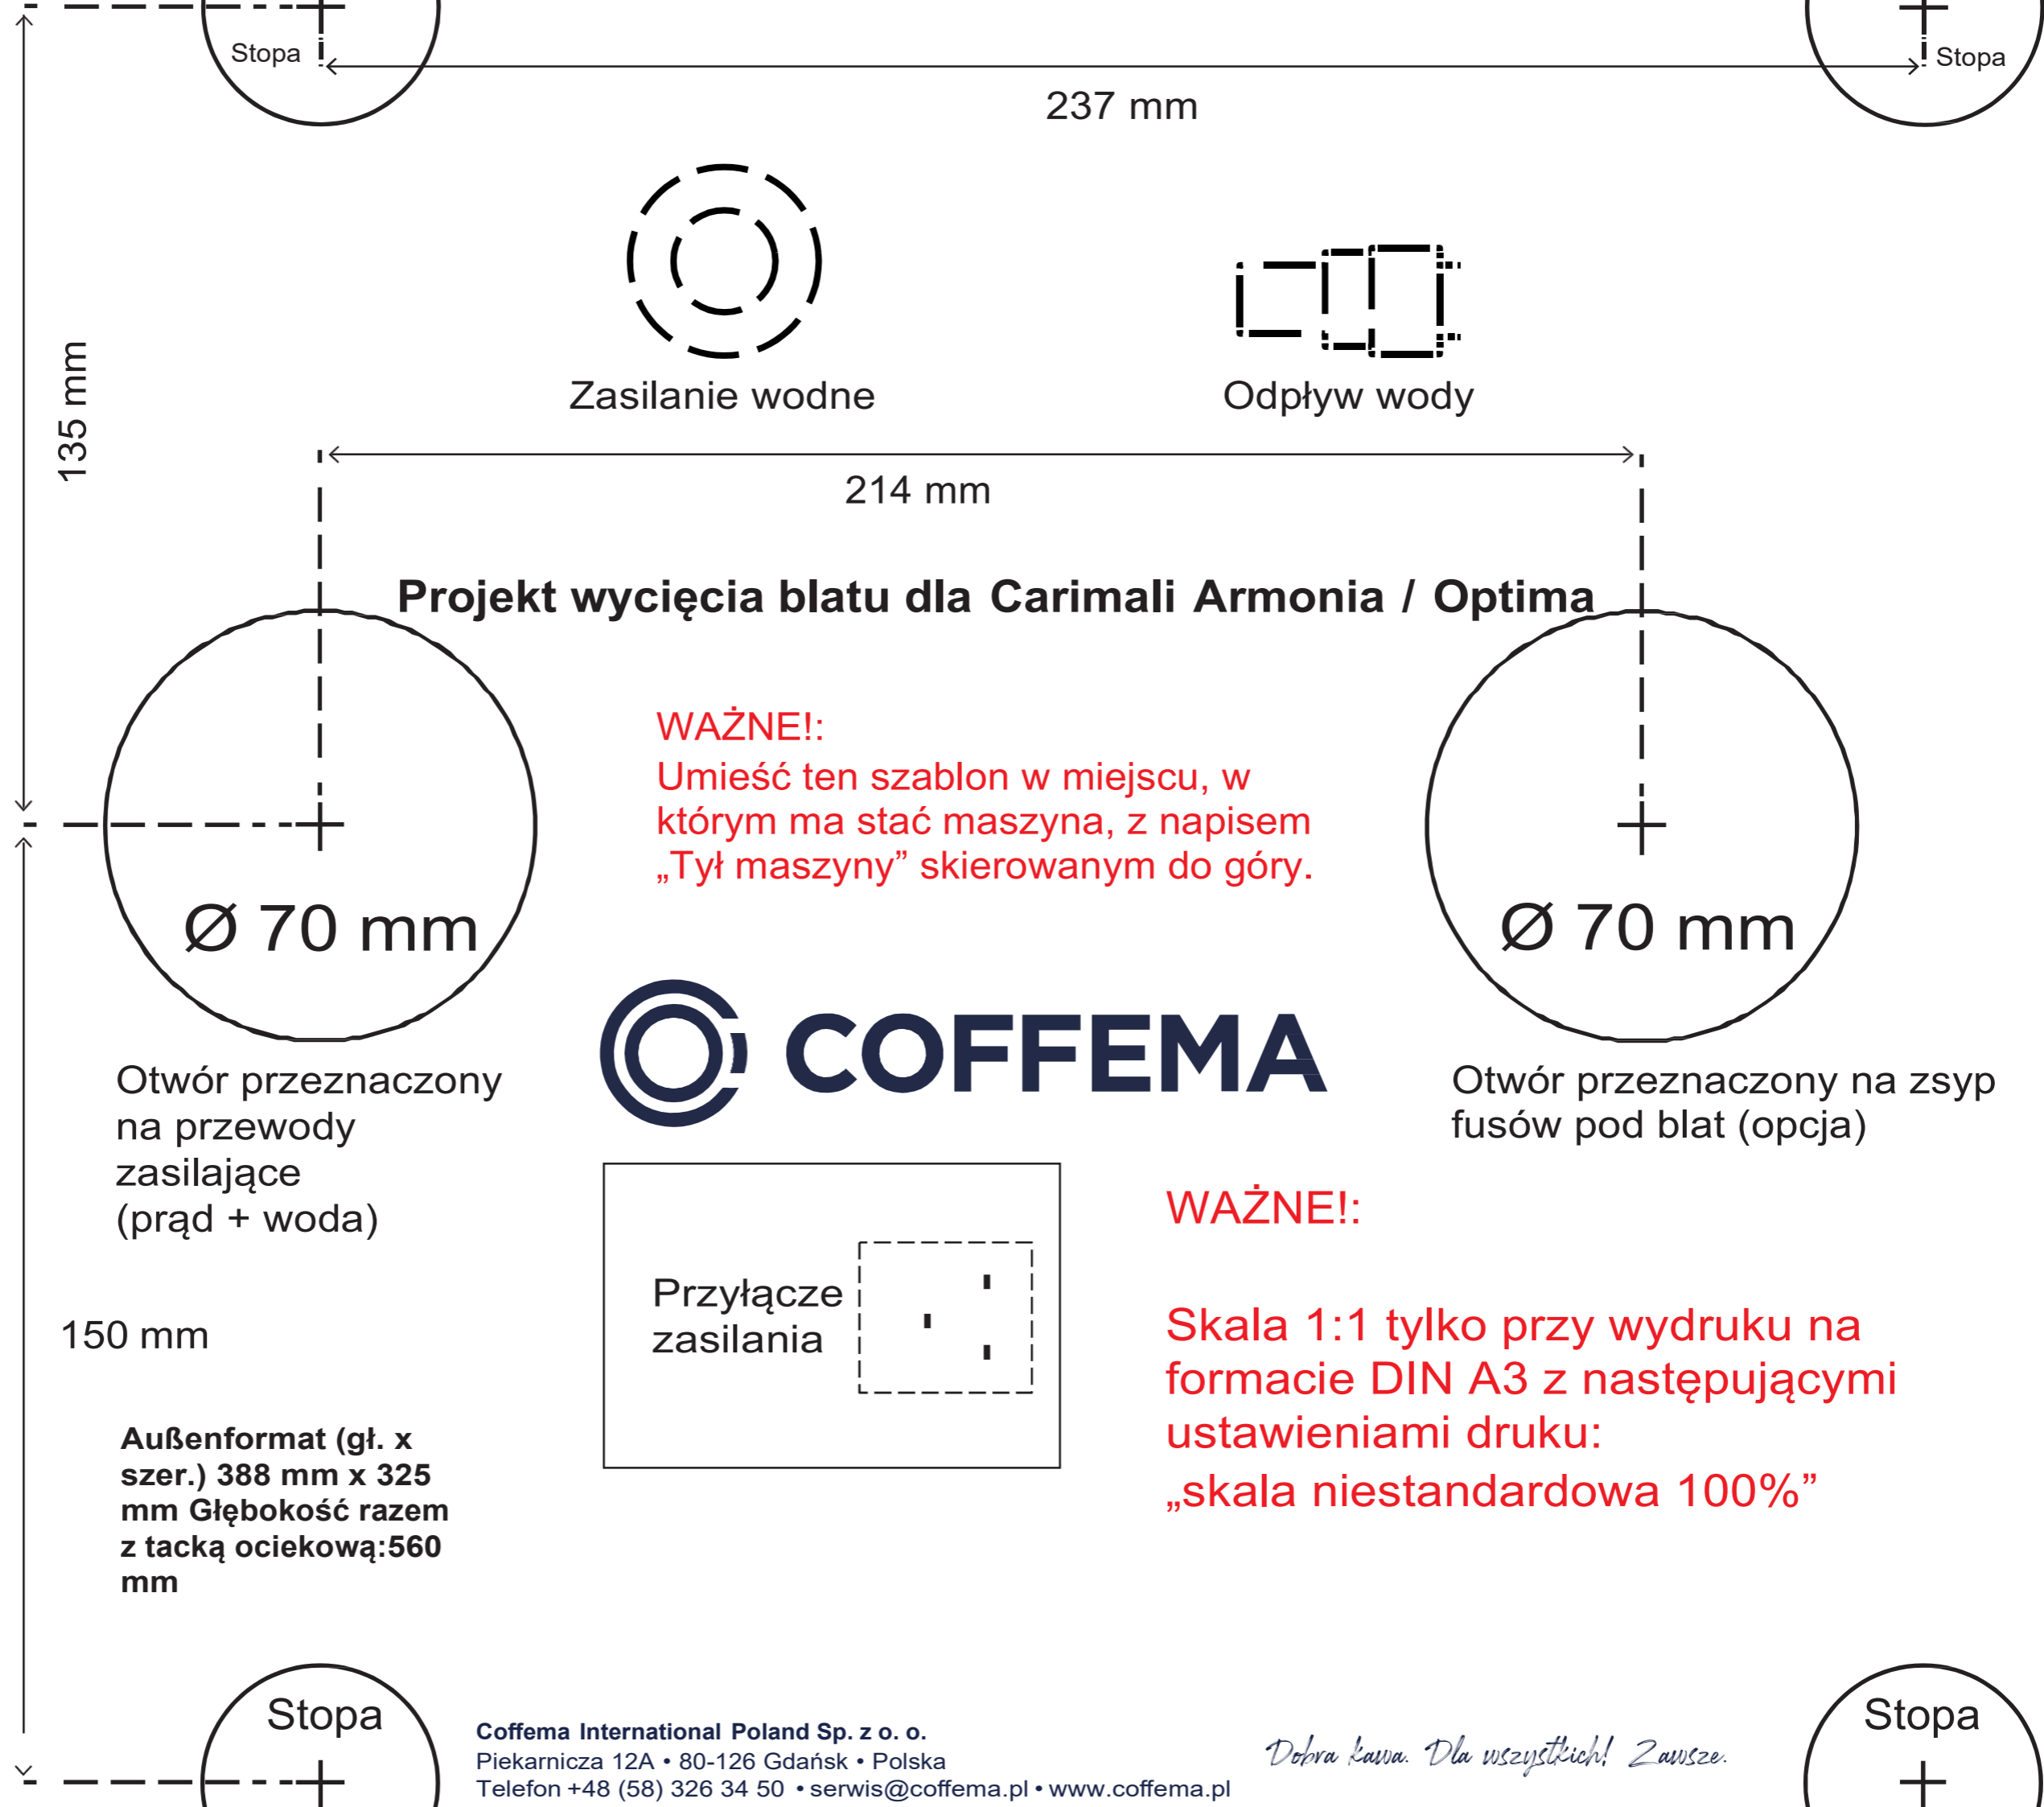 Stopa
Stopa
237 mm
135 mm
Zasilanie wodne
Odpływ wody
214 mm
Projekt wycięcia blatu dla Carimali Armonia / Optima
WAŻNE!:
Umieść ten szablon w miejscu, w
którym ma stać maszyna, z napisem
„Tył maszyny” skierowanym do góry.
Ø 70 mm
Ø 70 mm
COFFEMA
Otwór przeznaczony
na przewody
zasilające
(prąd + woda)
Otwór przeznaczony na zsyp
fusów pod blat (opcja)
Przyłącze
zasilania
WAŻNE!:
Skala 1:1 tylko przy wydruku na
formacie DIN A3 z następującymi
ustawieniami druku:
„skala niestandardowa 100%”
150 mm
Außenformat (gł. x
szer.) 388 mm x 325
mm Głębokość razem
z tacką ociekową:560
mm
Stopa
Stopa
Coffema International Poland Sp. z o. o.
Piekarnicza 12A • 80-126 Gdańsk • Polska
Telefon +48 (58) 326 34 50 • serwis@coffema.pl • www.coffema.pl
Dobra kawa. Dla wszystkich! Zawsze.